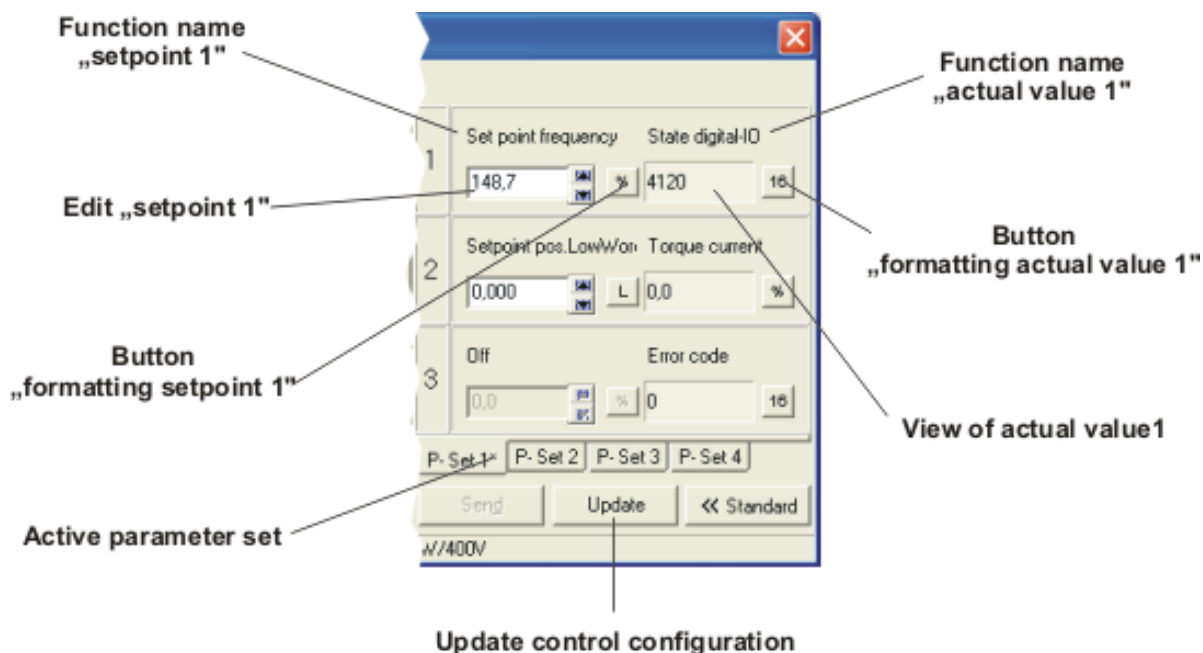 Function name
„setpoint 1"
Function name
„actual value 1"
1
Set point frequency
State digital-IO
148,7
%
4120
16
Edit „setpoint 1"
Button
„formatting actual value 1"
2
Setpoint pos.LowWor
Torque current
0,000
L
0,0
%
Button
„formatting setpoint 1"
3
Off
Error code
0,0
%
0
16
View of actual value1
P- Set 1*
P- Set 2
P- Set 3
P- Set 4
Send
Update
<< Standard
Active parameter set
W/400V
Update control configuration